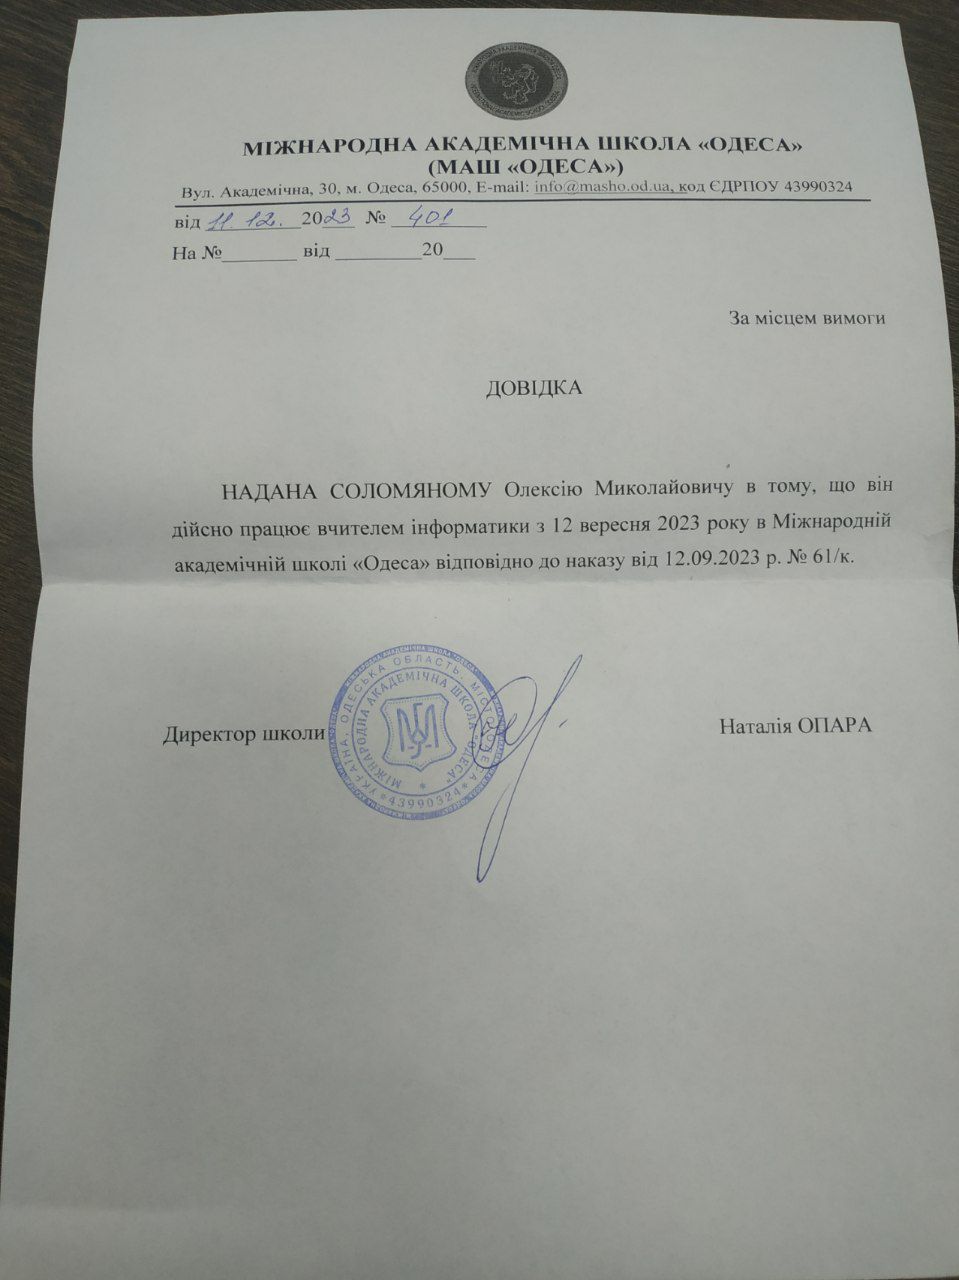 МІЖНАРОДНА АКАДЕМІЧНА ШКОЛА «ОДЕСА»
(МАШ «ОДЕСА»)
Вул. Академічна, 30, м. Одеса, 65000, E-mail: info@masho.od.ua, код ЄДРПОУ 43990324
від 11.12. 2023 № 401
На №________ від _________20___
За місцем вимоги
ДОВІДКА
НАДАНА СОЛОМЯНОМУ Олексію Миколайовичу в тому, що він
дійсно працює вчителем інформатики з 12 вересня 2023 року в Міжнародній
академічній школі «Одеса» відповідно до наказу від 12.09.2023 р. № 61/к.
Директор школи
УКРАЇНА, ОДЕСЬКА ОБЛАСТЬ, МІСТО ОДЕСА
МІЖНАРОДНА АКАДЕМІЧНА ШКОЛА "ОДЕСА"
* 43990324 *
Наталія ОПАРА